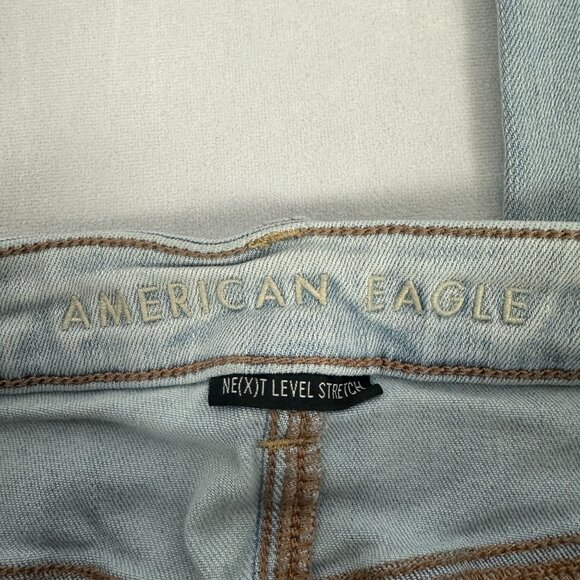 AMERICAN EAGLE
NE(X)T LEVEL STRETCH